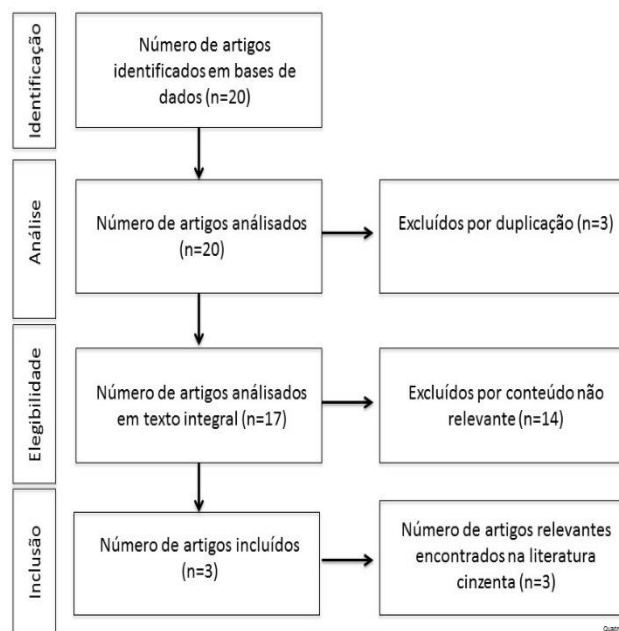 Identificação
Número de artigos
identificados em bases de
dados (n=20)
Análise
Número de artigos análisados
(n=20)
Excluídos por duplicação (n=3)
Elegibilidade
Número de artigos análisados
em texto integral (n=17)
Excluídos por conteúdo não
relevante (n=14)
Inclusão
Número de artigos incluídos
(n=3)
Número de artigos relevantes
encontrados na literatura
cinzenta (n=3)